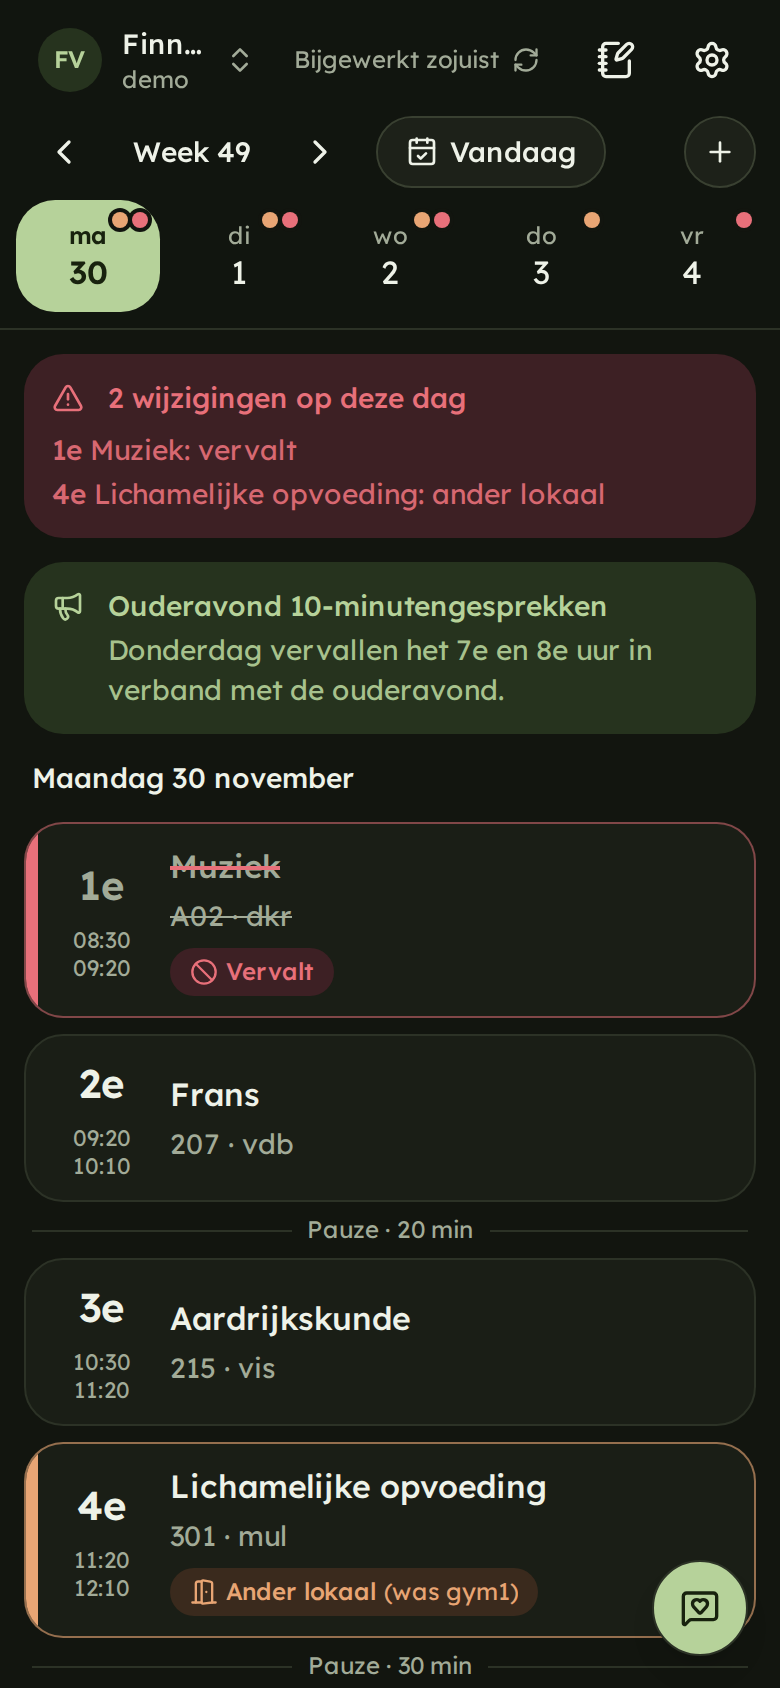 FV
Finn...
demo
Bijgewerkt zojuist
Week 49
Vandaag
ma
30
di
1
wo
2
do
3
vr
4
2 wijzigingen op deze dag
1e Muziek: vervalt
4e Lichamelijke opvoeding: ander lokaal
Ouderavond 10-minutengesprekken
Donderdag vervallen het 7e en 8e uur in
verband met de ouderavond.
Maandag 30 november
1e
08:30
09:20
Muziek
A02 · dkr
Vervalt
2e
09:20
10:10
Frans
207 · vdb
Pauze · 20 min
3e
10:30
11:20
Aardrijkskunde
215 · vis
4e
11:20
12:10
Lichamelijke opvoeding
301 · mul
Ander lokaal (was gym1)
Pauze · 30 min